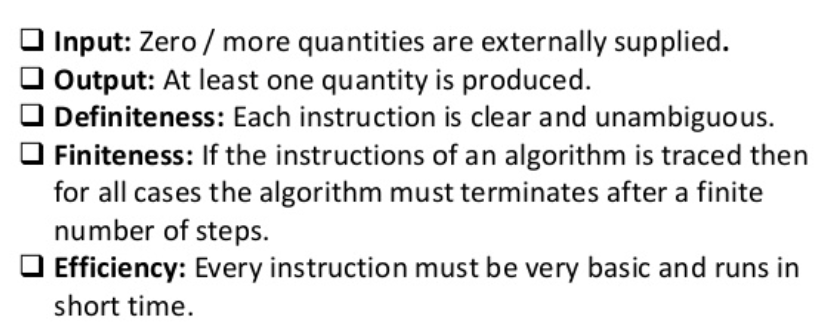 ❑ Input: Zero / more quantities are externally supplied.
❑ Output: At least one quantity is produced.
❑ Definiteness: Each instruction is clear and unambiguous.
❑ Finiteness: If the instructions of an algorithm is traced then
for all cases the algorithm must terminates after a finite
number of steps.
❑ Efficiency: Every instruction must be very basic and runs in
short time.